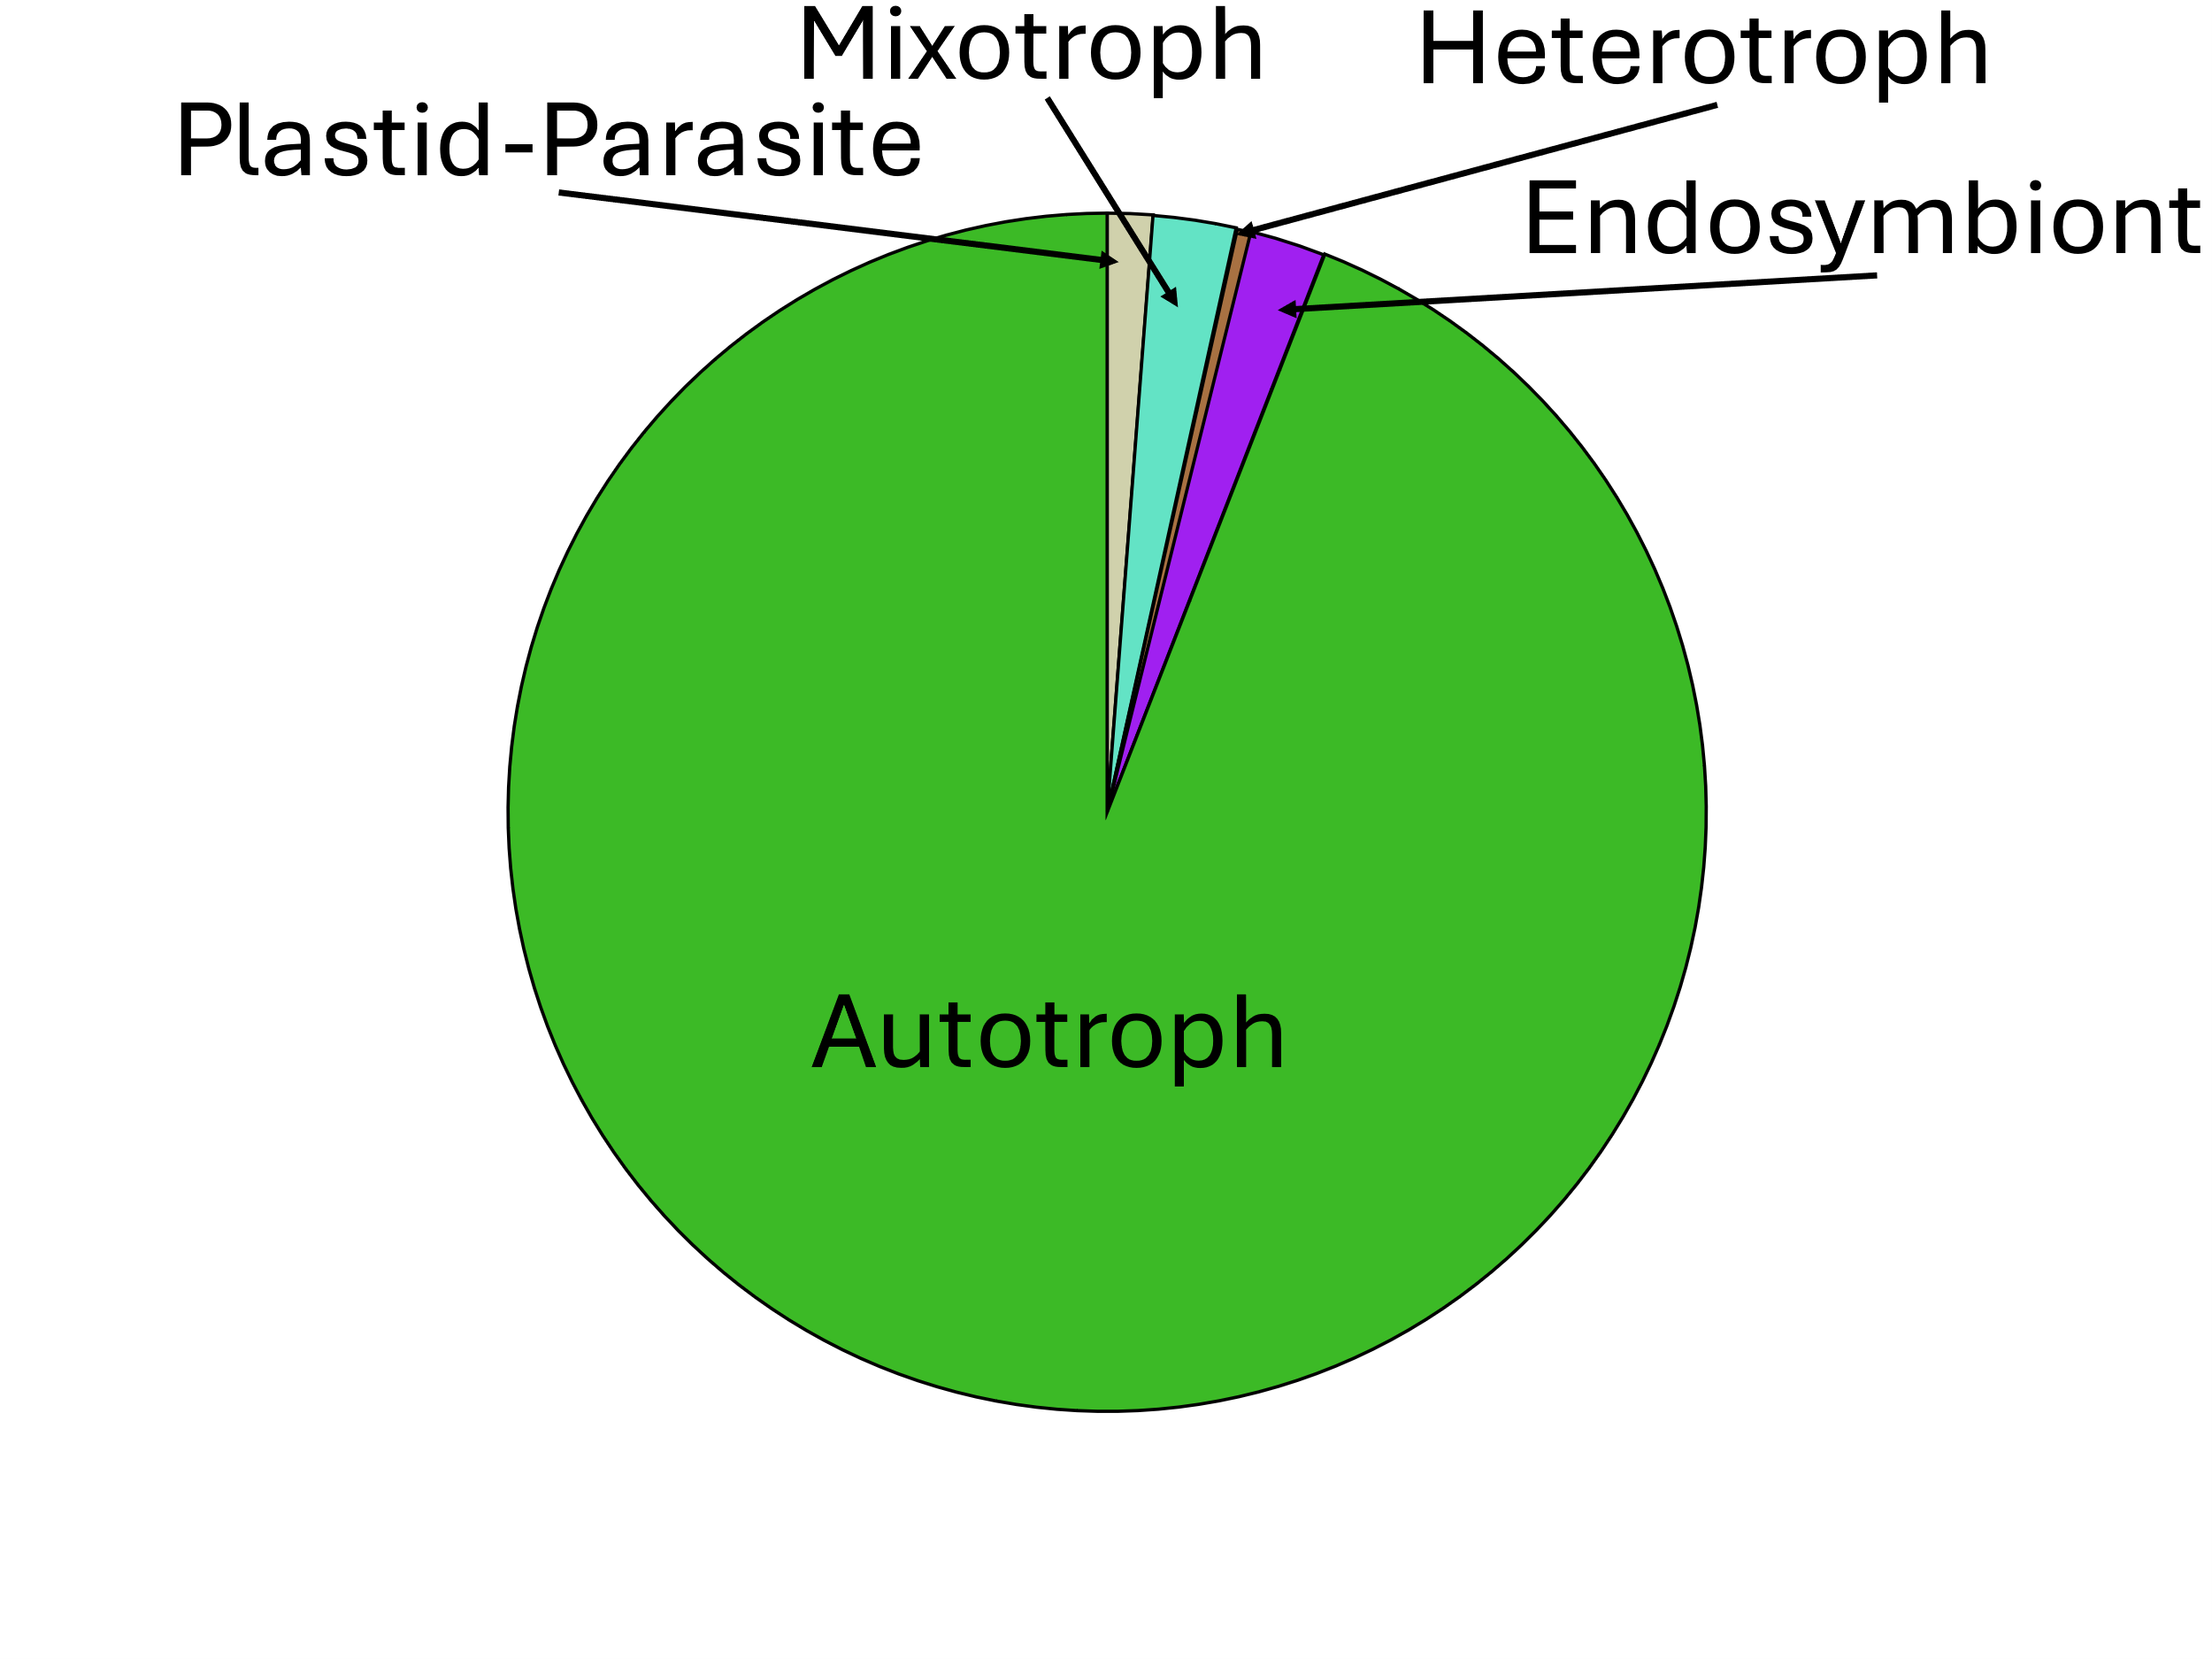 Mixotroph
Heterotroph
Plastid-Parasite
Endosymbiont
Autotroph